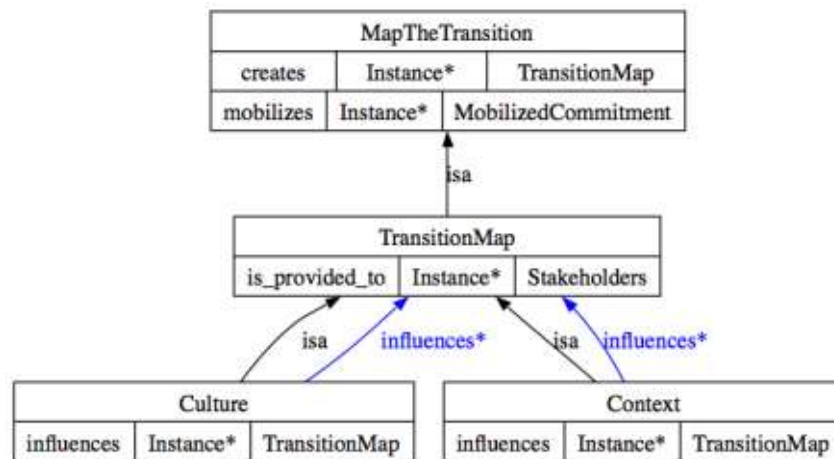 MapTheTransition
creates Instance* TransitionMap
mobilizes Instance* MobilizedCommitment
isa
TransitionMap
is_provided_to Instance* Stakeholders
isa influences* isa influences*
Culture Context
influences Instance* TransitionMap influences Instance* TransitionMap